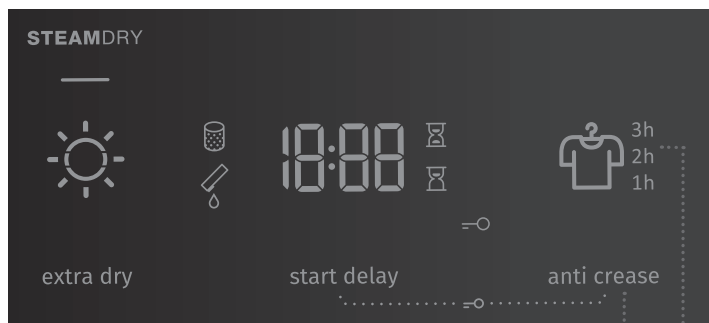 STEAMDRY
18:88
3h
2h
1h
extra dry
start delay
anti crease